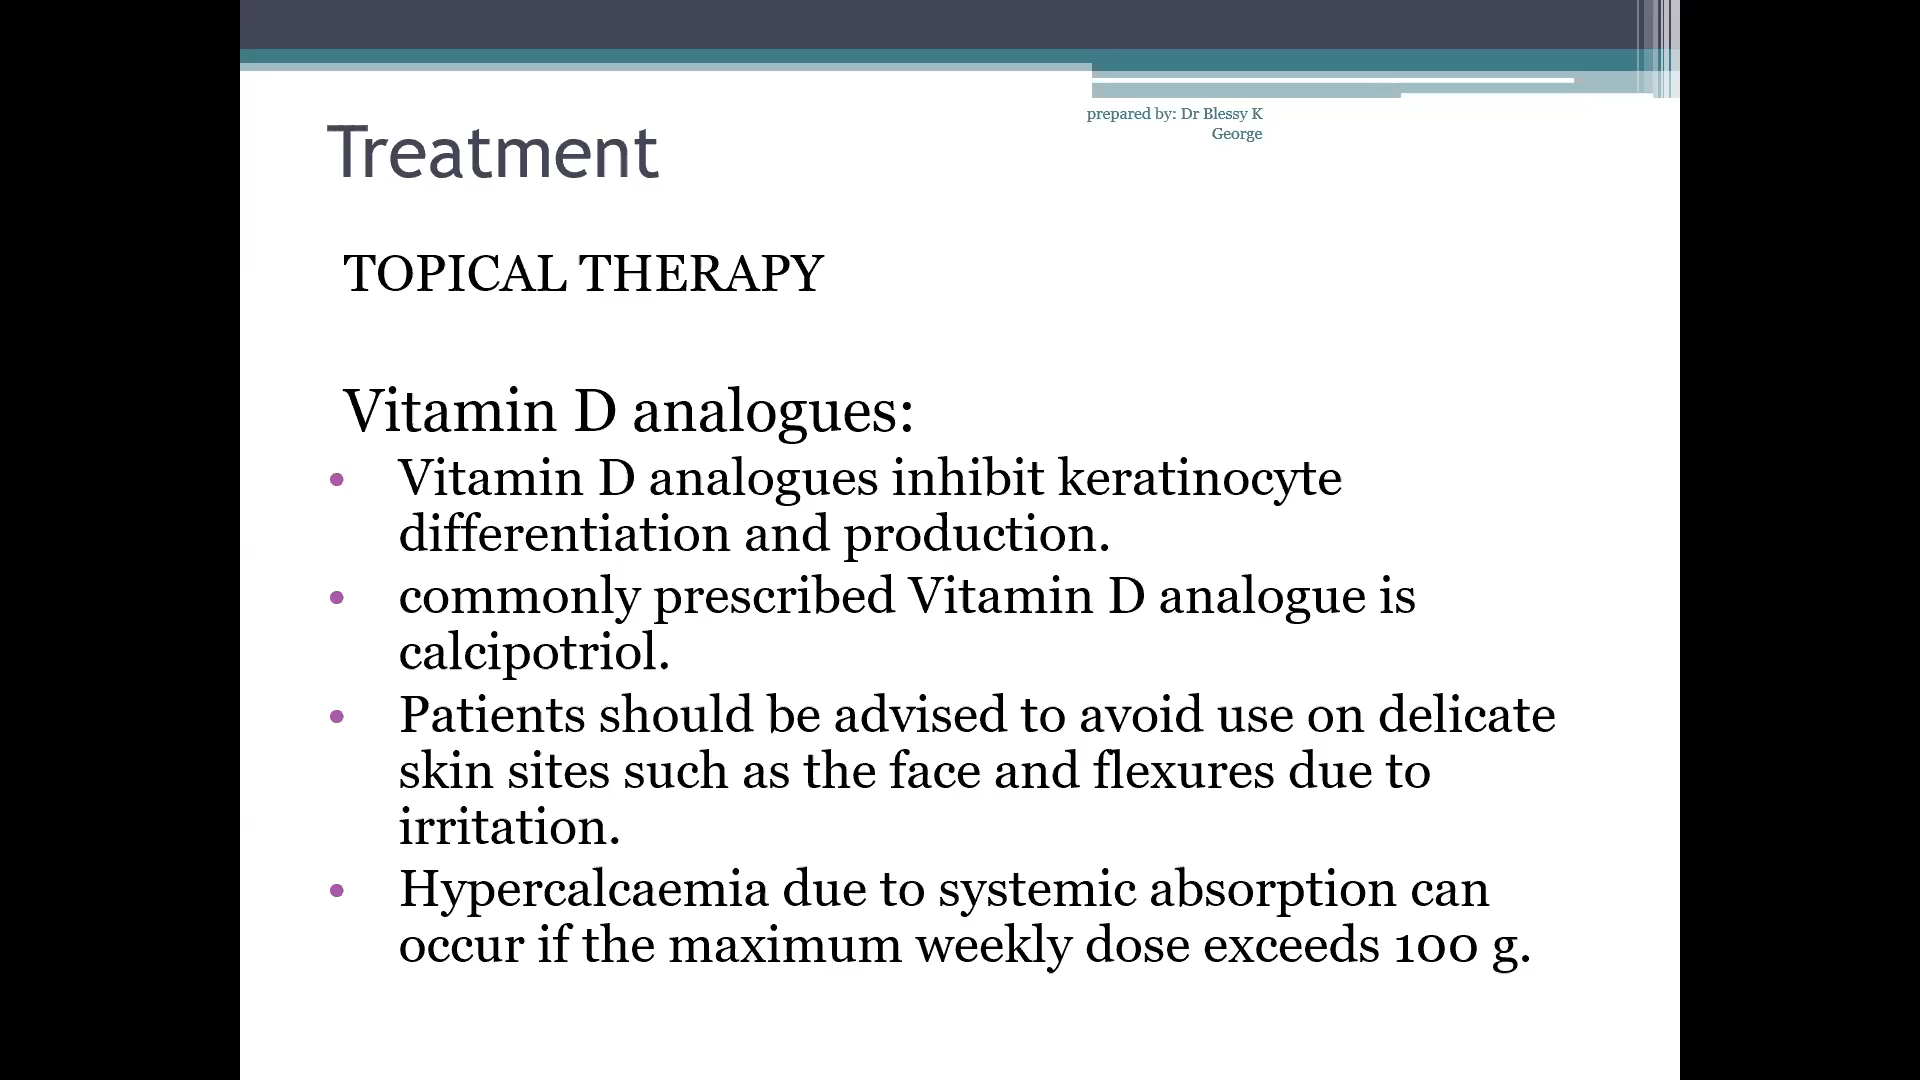 prepared by: Dr Blessy K
George
Treatment
TOPICAL THERAPY
Vitamin D analogues:
• Vitamin D analogues inhibit keratinocyte
differentiation and production.
• commonly prescribed Vitamin D analogue is
calcipotriol.
• Patients should be advised to avoid use on delicate
skin sites such as the face and flexures due to
irritation.
• Hypercalcaemia due to systemic absorption can
occur if the maximum weekly dose exceeds 100 g.